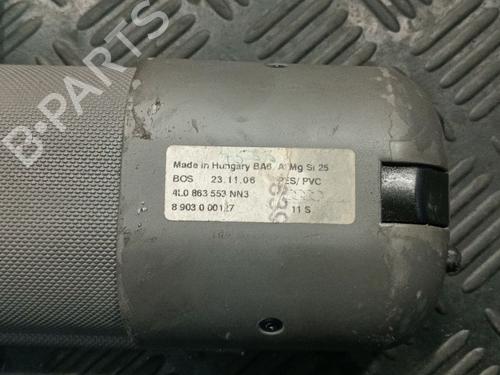 B-PARTS
Made in Hungary BA6 Al Mg Si 25
BOS 23.11.06 PES/ PVC
4L0 863 553 NN3
8 903 0 00127 11 S